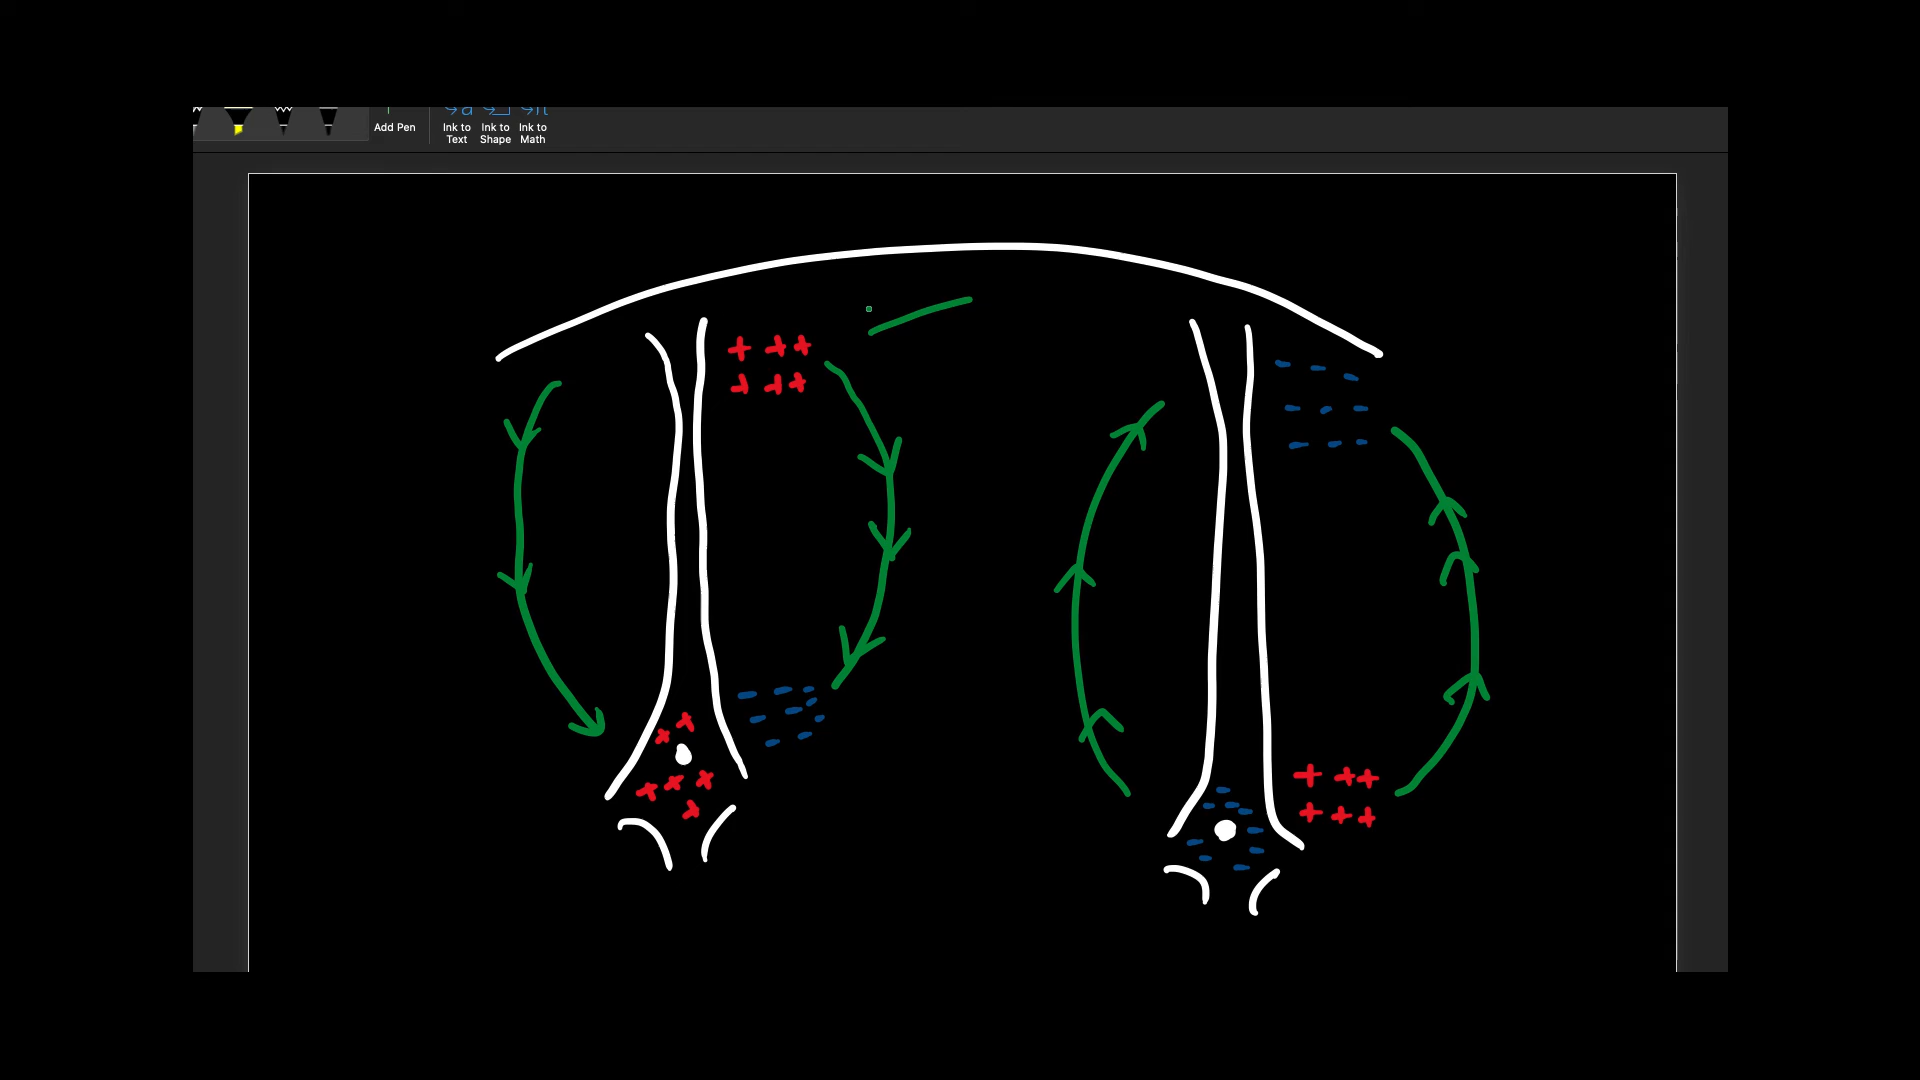 Add Pen
Ink to Text
Ink to Shape
Ink to Math
+ + +
+ + +
- - -
- - -
- - -
+ + +
+ + +